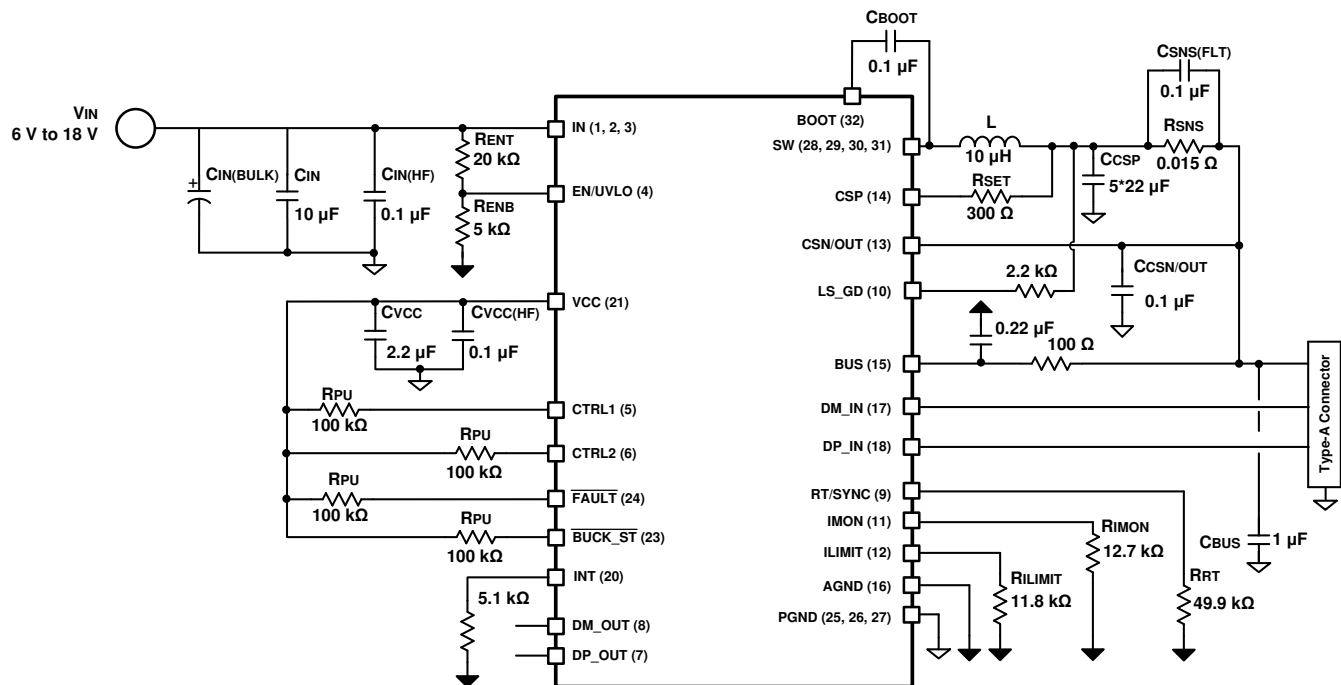 CBOOT
0.1 µF
CSNS(FLT)
0.1 µF
VIN
6 V to 18 V
CIN(BULK)
CIN
10 µF
CIN(HF)
0.1 µF
RENT
20 kΩ
RENB
5 kΩ
IN (1, 2, 3)
EN/UVLO (4)
VCC (21)
CVCC
2.2 µF
CVCC(HF)
0.1 µF
RPU
100 kΩ
CTRL1 (5)
RPU
100 kΩ
CTRL2 (6)
RPU
100 kΩ
FAULT (24)
RPU
100 kΩ
BUCK_ST (23)
INT (20)
5.1 kΩ
DM_OUT (8)
DP_OUT (7)
BOOT (32)
SW (28, 29, 30, 31)
L
10 µH
RSNS
0.015 Ω
CCSP
5*22 µF
CSP (14)
RSET
300 Ω
CSN/OUT (13)
CCSN/OUT
0.1 µF
LS_GD (10)
2.2 kΩ
0.22 µF
100 Ω
BUS (15)
DM_IN (17)
DP_IN (18)
Type-A Connector
RT/SYNC (9)
IMON (11)
RIMON
12.7 kΩ
CBUS
1 µF
ILIMIT (12)
RILIMIT
11.8 kΩ
RRT
49.9 kΩ
AGND (16)
PGND (25, 26, 27)